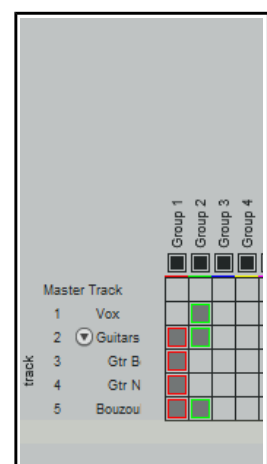 Group 1
Group 2
Group 3
Group 4
Master Track
track
1 Vox
2 Guitars
3 Gtr B
4 Gtr N
5 Bouzou